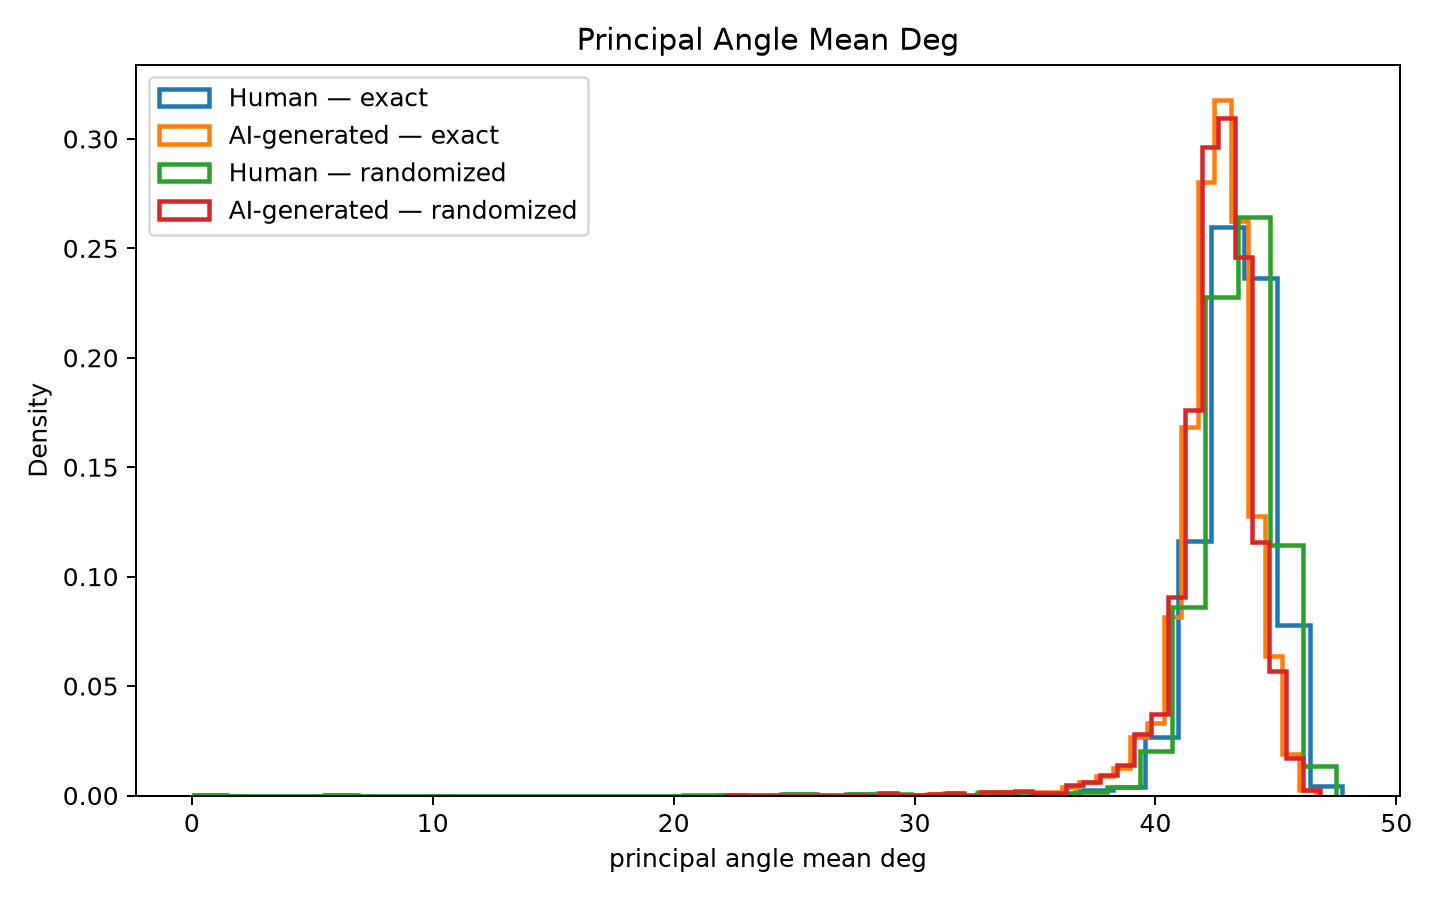 Principal Angle Mean Deg
Human — exact
AI-generated — exact
Human — randomized
AI-generated — randomized
0.30
0.25
0.20
0.15
0.10
0.05
0.00
Density
0 10 20 30 40 50
principal angle mean deg